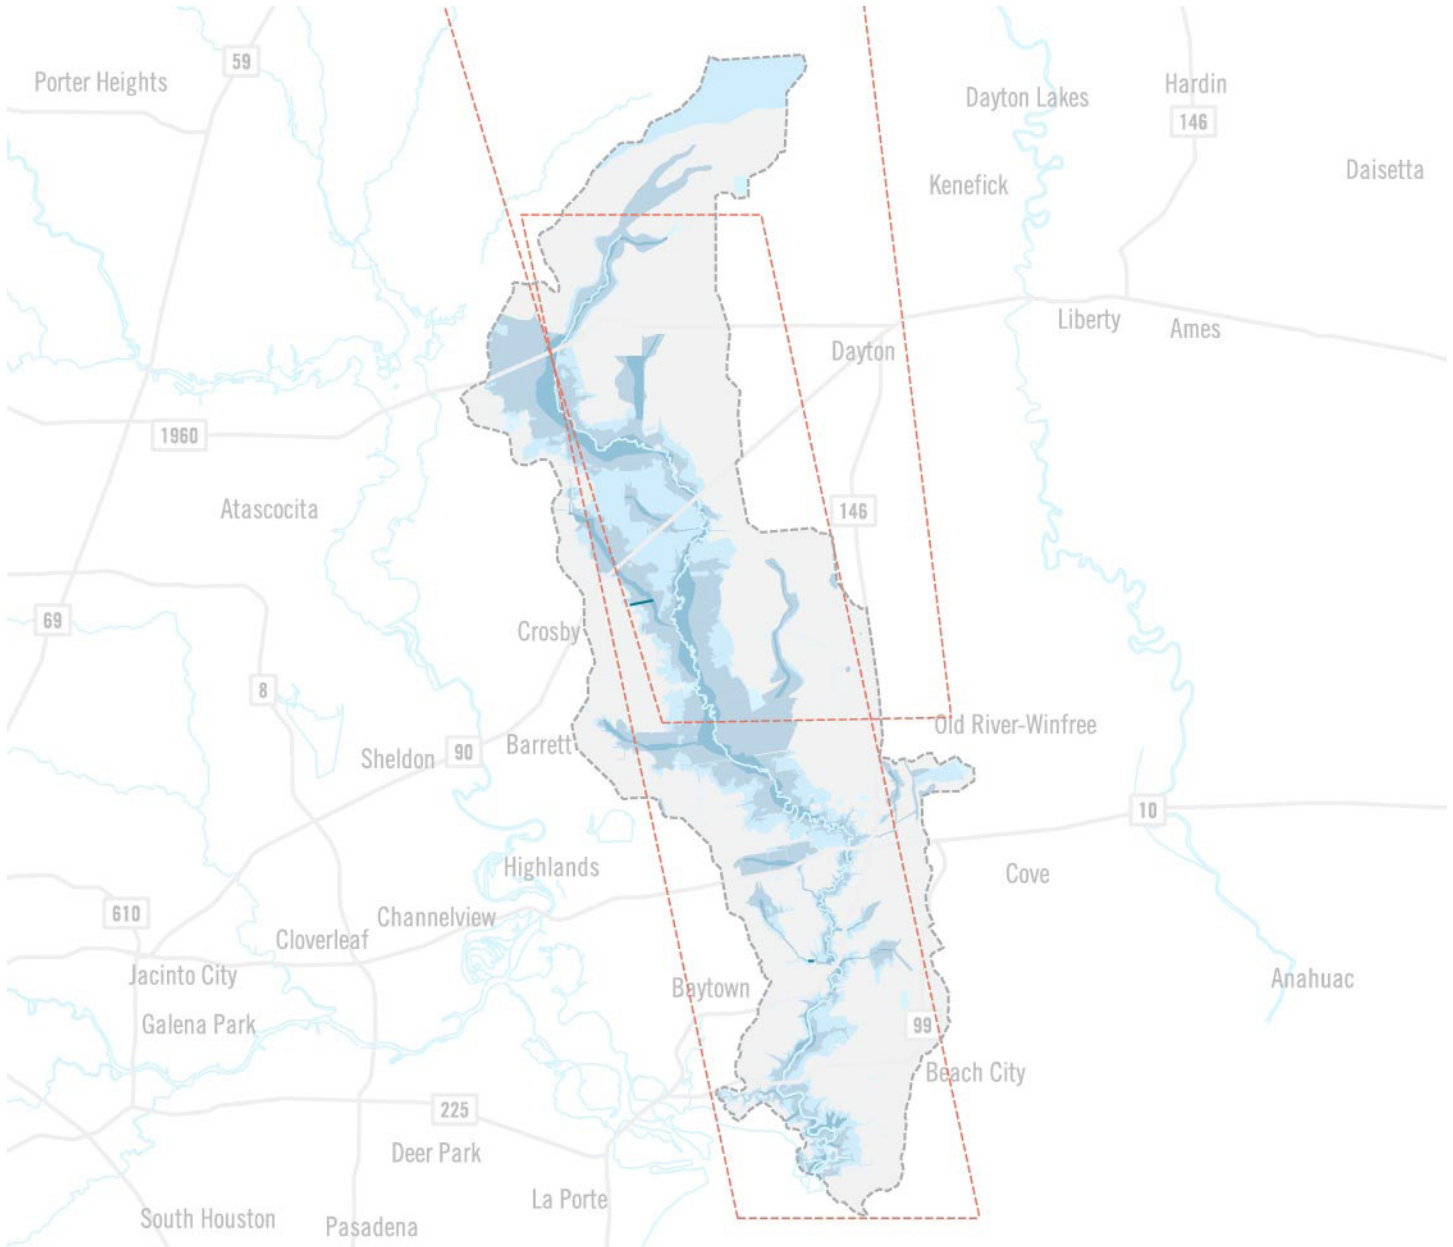 59
Porter Heights
Hardin
Dayton Lakes
146
Daisetta
Kenefick
Liberty
Ames
Dayton
1960
Atascocita
146
69
Crosby
8
Old River-Winfree
Barrett
90
Sheldon
10
Highlands
Cove
610
Channelview
Cloverleaf
Jacinto City
Anahuac
Baytown
Galena Park
99
Beach City
225
Deer Park
La Porte
South Houston
Pasadena